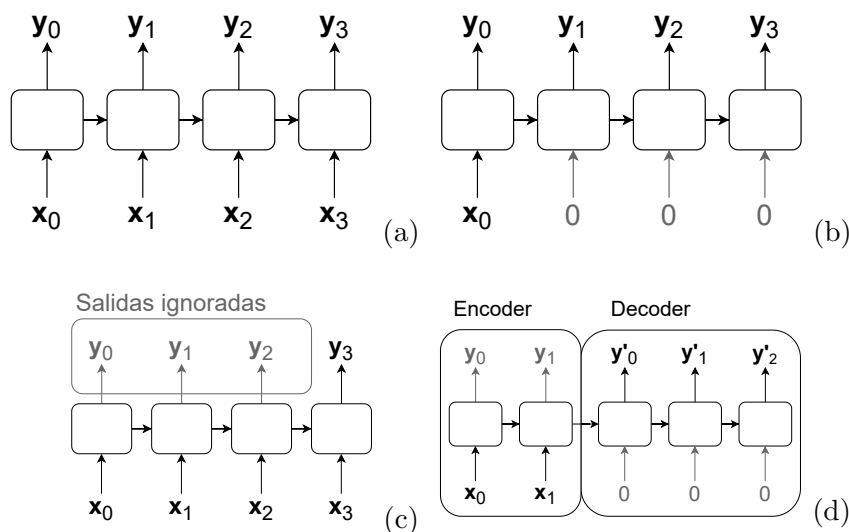 y0 y1 y2 y3
x0 x1 x2 x3
(a)
y0 y1 y2 y3
x0 0 0 0
(b)
Salidas ignoradas
y0 y1 y2 y3
x0 x1 x2 x3
(c)
Encoder Decoder
y0 y1 y'0 y'1 y'2
x0 x1 0 0 0
(d)